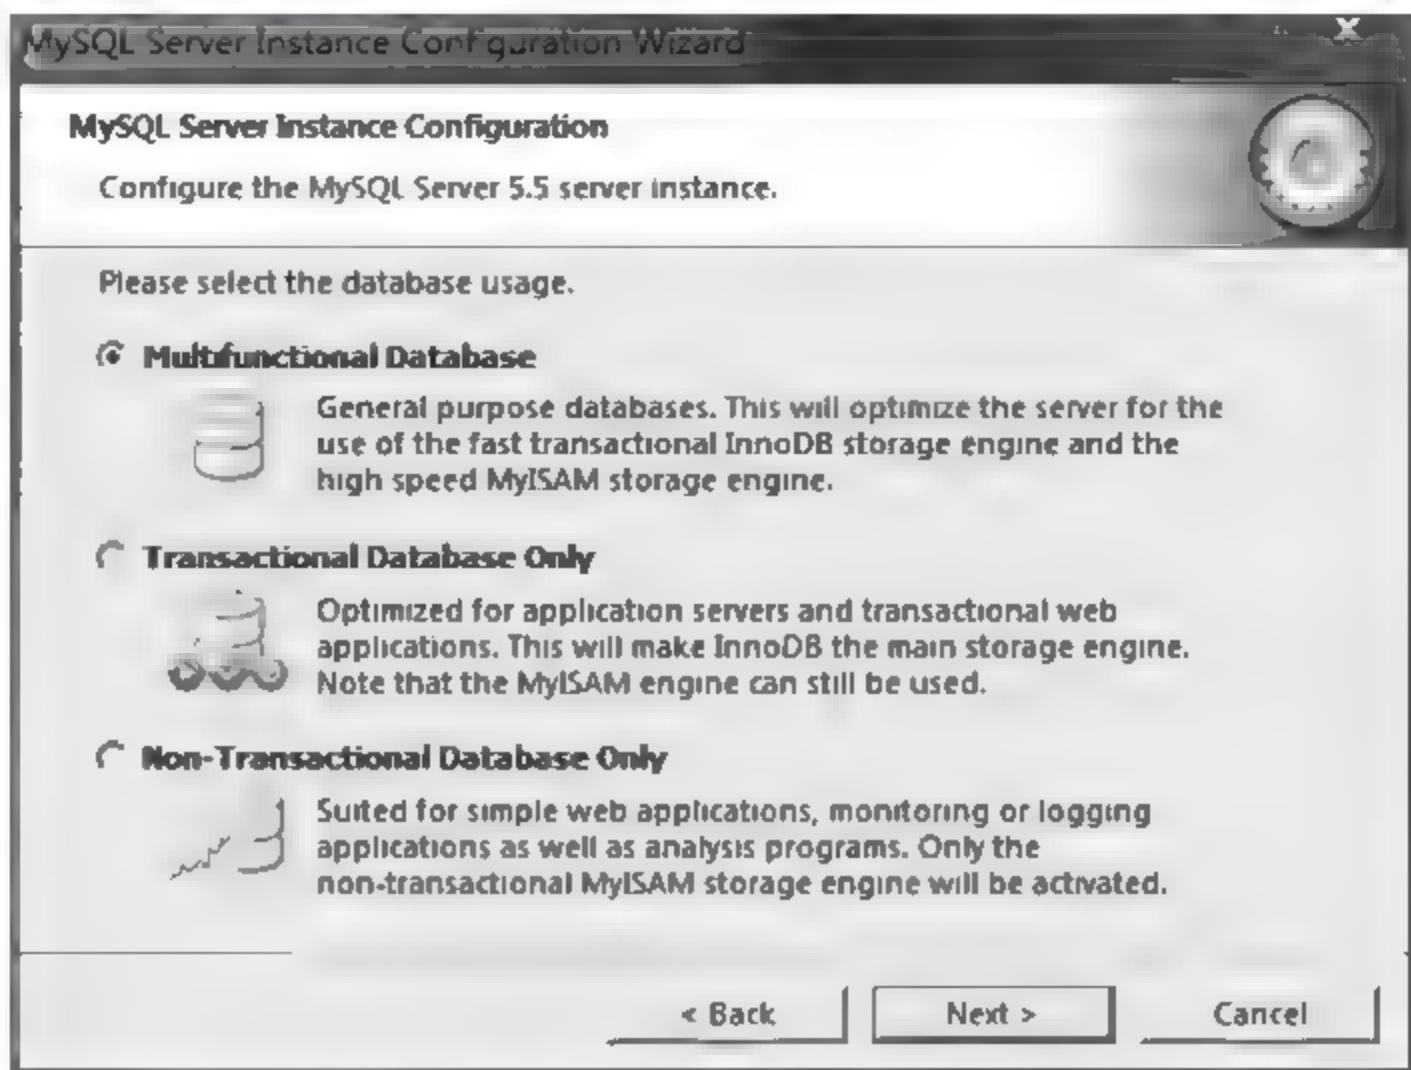 MySQL Server Instance Configuration Wizard
X
MySQL Server Instance Configuration
Configure the MySQL Server 5.5 server instance.
Please select the database usage.
Multifunctional Database
General purpose databases. This will optimize the server for the
use of the fast transactional InnoDB storage engine and the
high speed MyISAM storage engine.
Transactional Database Only
Optimized for application servers and transactional web
applications. This will make InnoDB the main storage engine.
Note that the MyISAM engine can still be used.
Non-Transactional Database Only
Suited for simple web applications, monitoring or logging
applications as well as analysis programs. Only the
non-transactional MyISAM storage engine will be activated.
< Back
Next >
Cancel